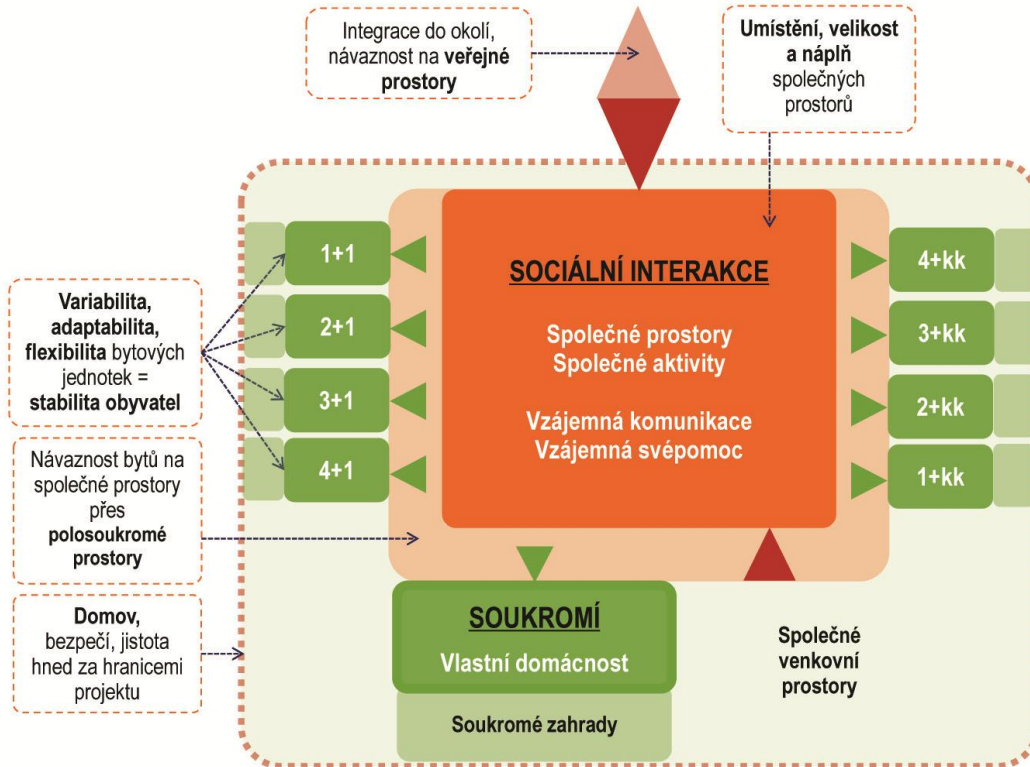 Integrace do okolí,
návaznost na veřejné
prostory
Umístění, velikost
a náplň
společných
prostorů
SOCIÁLNÍ INTERAKCE
Společné prostory
Společné aktivity
Vzájemná komunikace
Vzájemná svépomoc
1+1
2+1
3+1
4+1
4+kk
3+kk
2+kk
1+kk
Variabilita,
adaptabilita,
flexibilita bytových
jednotek =
stabilita obyvatel
Návaznost bytů na
společné prostory
přes
polosoukromé
prostory
Domov,
bezpečí, jistota
hned za hranicemi
projektu
SOUKROMÍ
Vlastní domácnost
Soukromé zahrady
Společné
venkovní
prostory